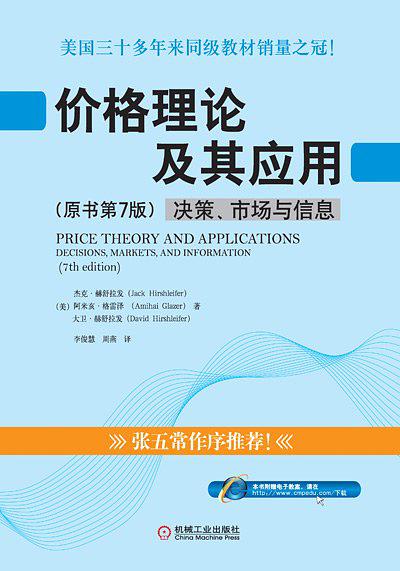 美国三十多年来同级教材销量之冠！
价格理论
及其应用
（原书第7版） 决策、市场与信息
PRICE THEORY AND APPLICATIONS
DECISIONS, MARKETS, AND INFORMATION
(7th edition)
杰克·赫舒拉发（Jack Hirshleifer）
（美）阿米亥·格雷泽（Amihai Glazer） 著
大卫·赫舒拉发（David Hirshleifer）
李俊慧 周燕 译
张五常作序推荐！
本书附赠电子教案，请在
http://www.cmpedu.com/下载
机械工业出版社
China Machine Press